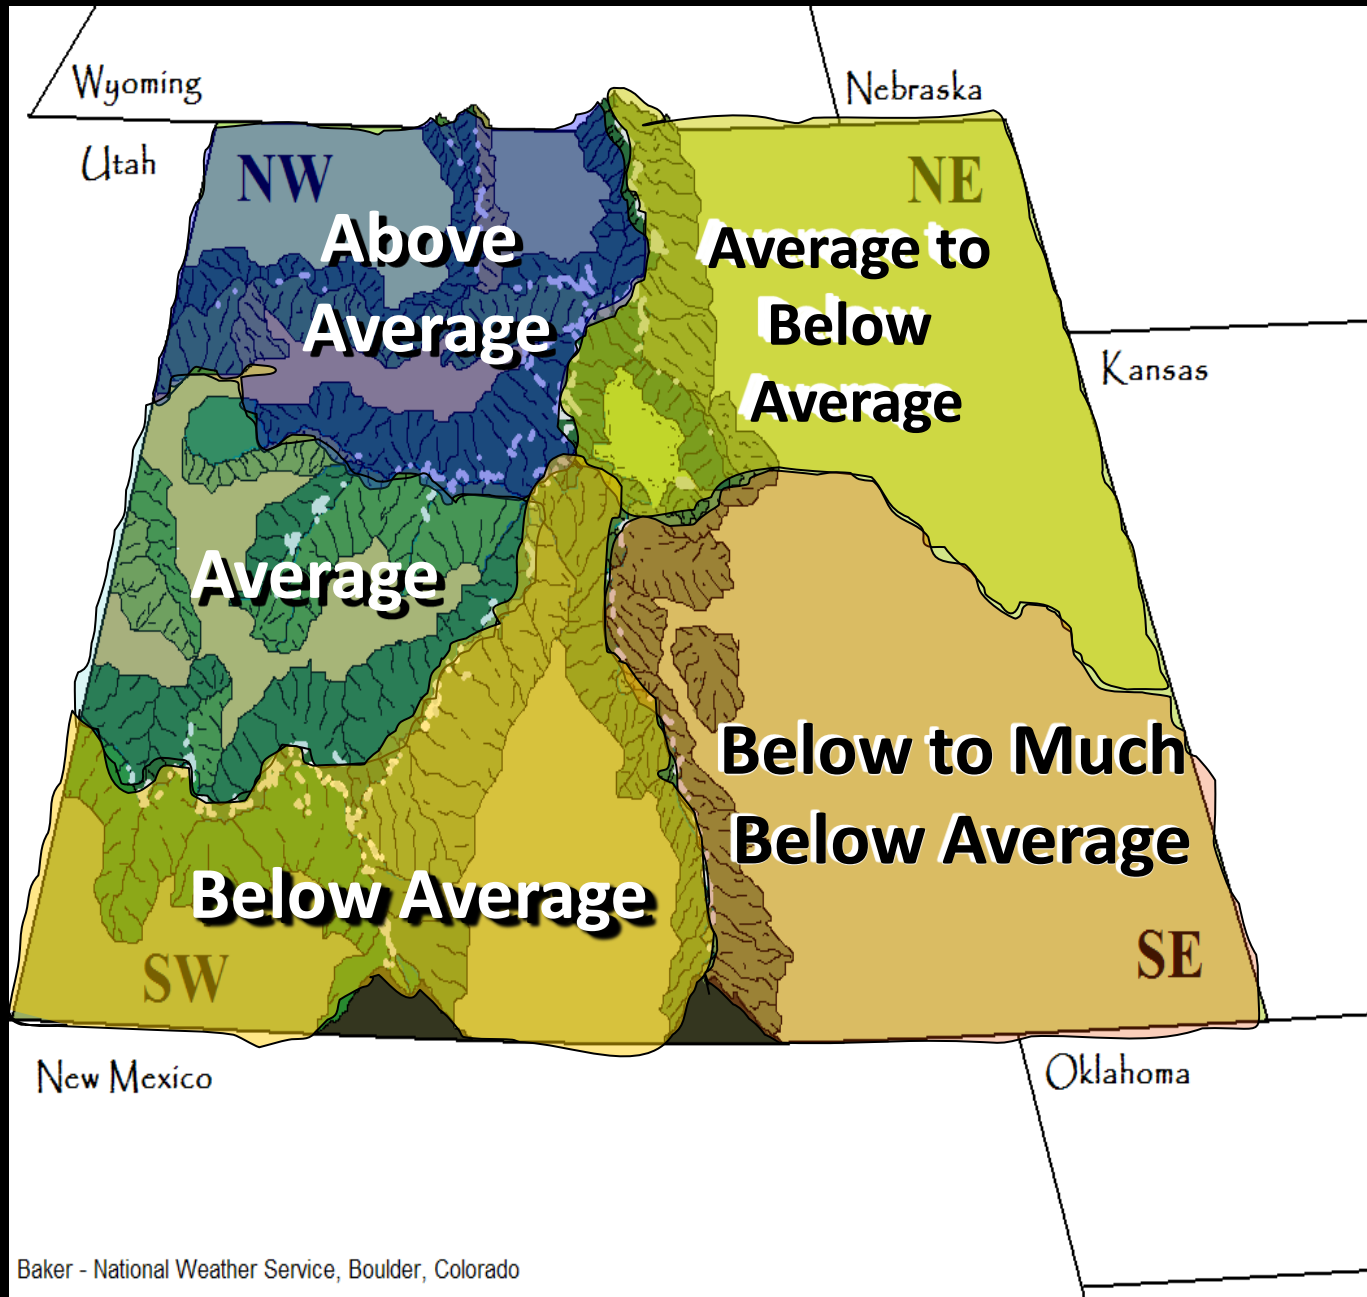 Wyoming
Nebraska
Utah
NW
NE
Above
Average
Average to
Below
Average
Kansas
Average
Below to Much
Below Average
Below Average
SW
SE
New Mexico
Oklahoma
Baker - National Weather Service, Boulder, Colorado